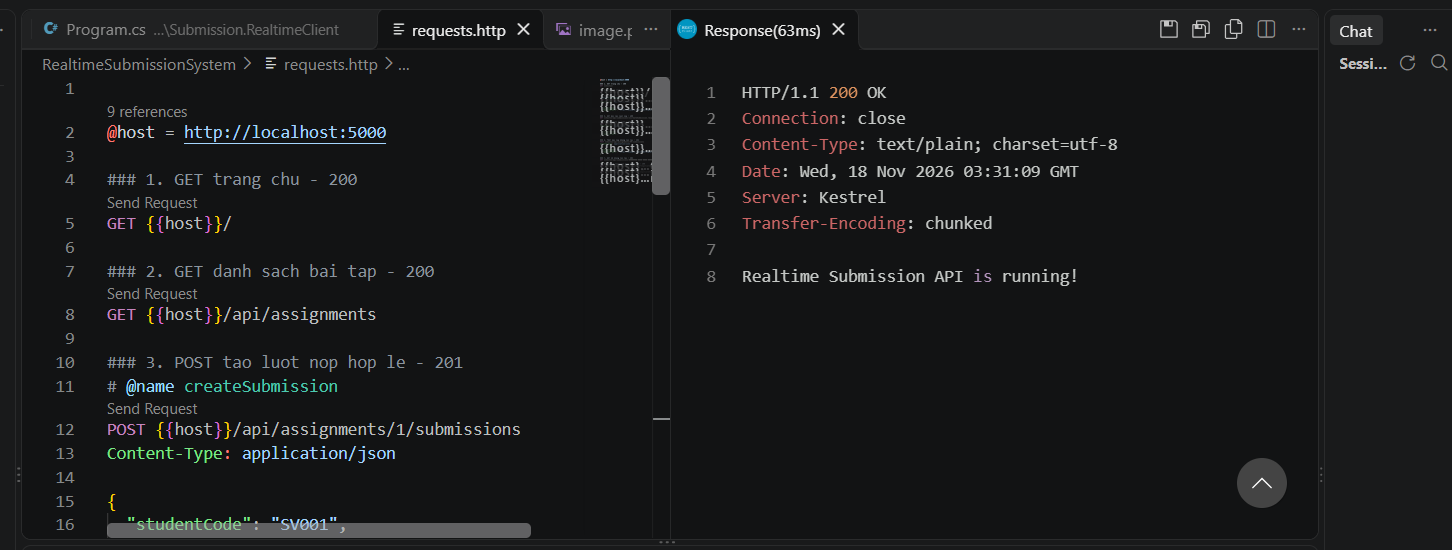 Program.cs ...\Submission.RealtimeClient
requests.http
image.p
RealtimeSubmissionSystem > requests.http > ...
1
9 references
2 @host = http://localhost:5000
3
4 ### 1. GET trang chu - 200
Send Request
5 GET {{host}}/
6
7 ### 2. GET danh sach bai tap - 200
Send Request
8 GET {{host}}/api/assignments
9
10 ### 3. POST tao luot nop hop le - 201
11 # @name createSubmission
Send Request
12 POST {{host}}/api/assignments/1/submissions
13 Content-Type: application/json
14
15 {
16 "studentCode": "SV001",
Response(63ms)
1 HTTP/1.1 200 OK
2 Connection: close
3 Content-Type: text/plain; charset=utf-8
4 Date: Wed, 18 Nov 2026 03:31:09 GMT
5 Server: Kestrel
6 Transfer-Encoding: chunked
7
8 Realtime Submission API is running!
Chat
Sessi...